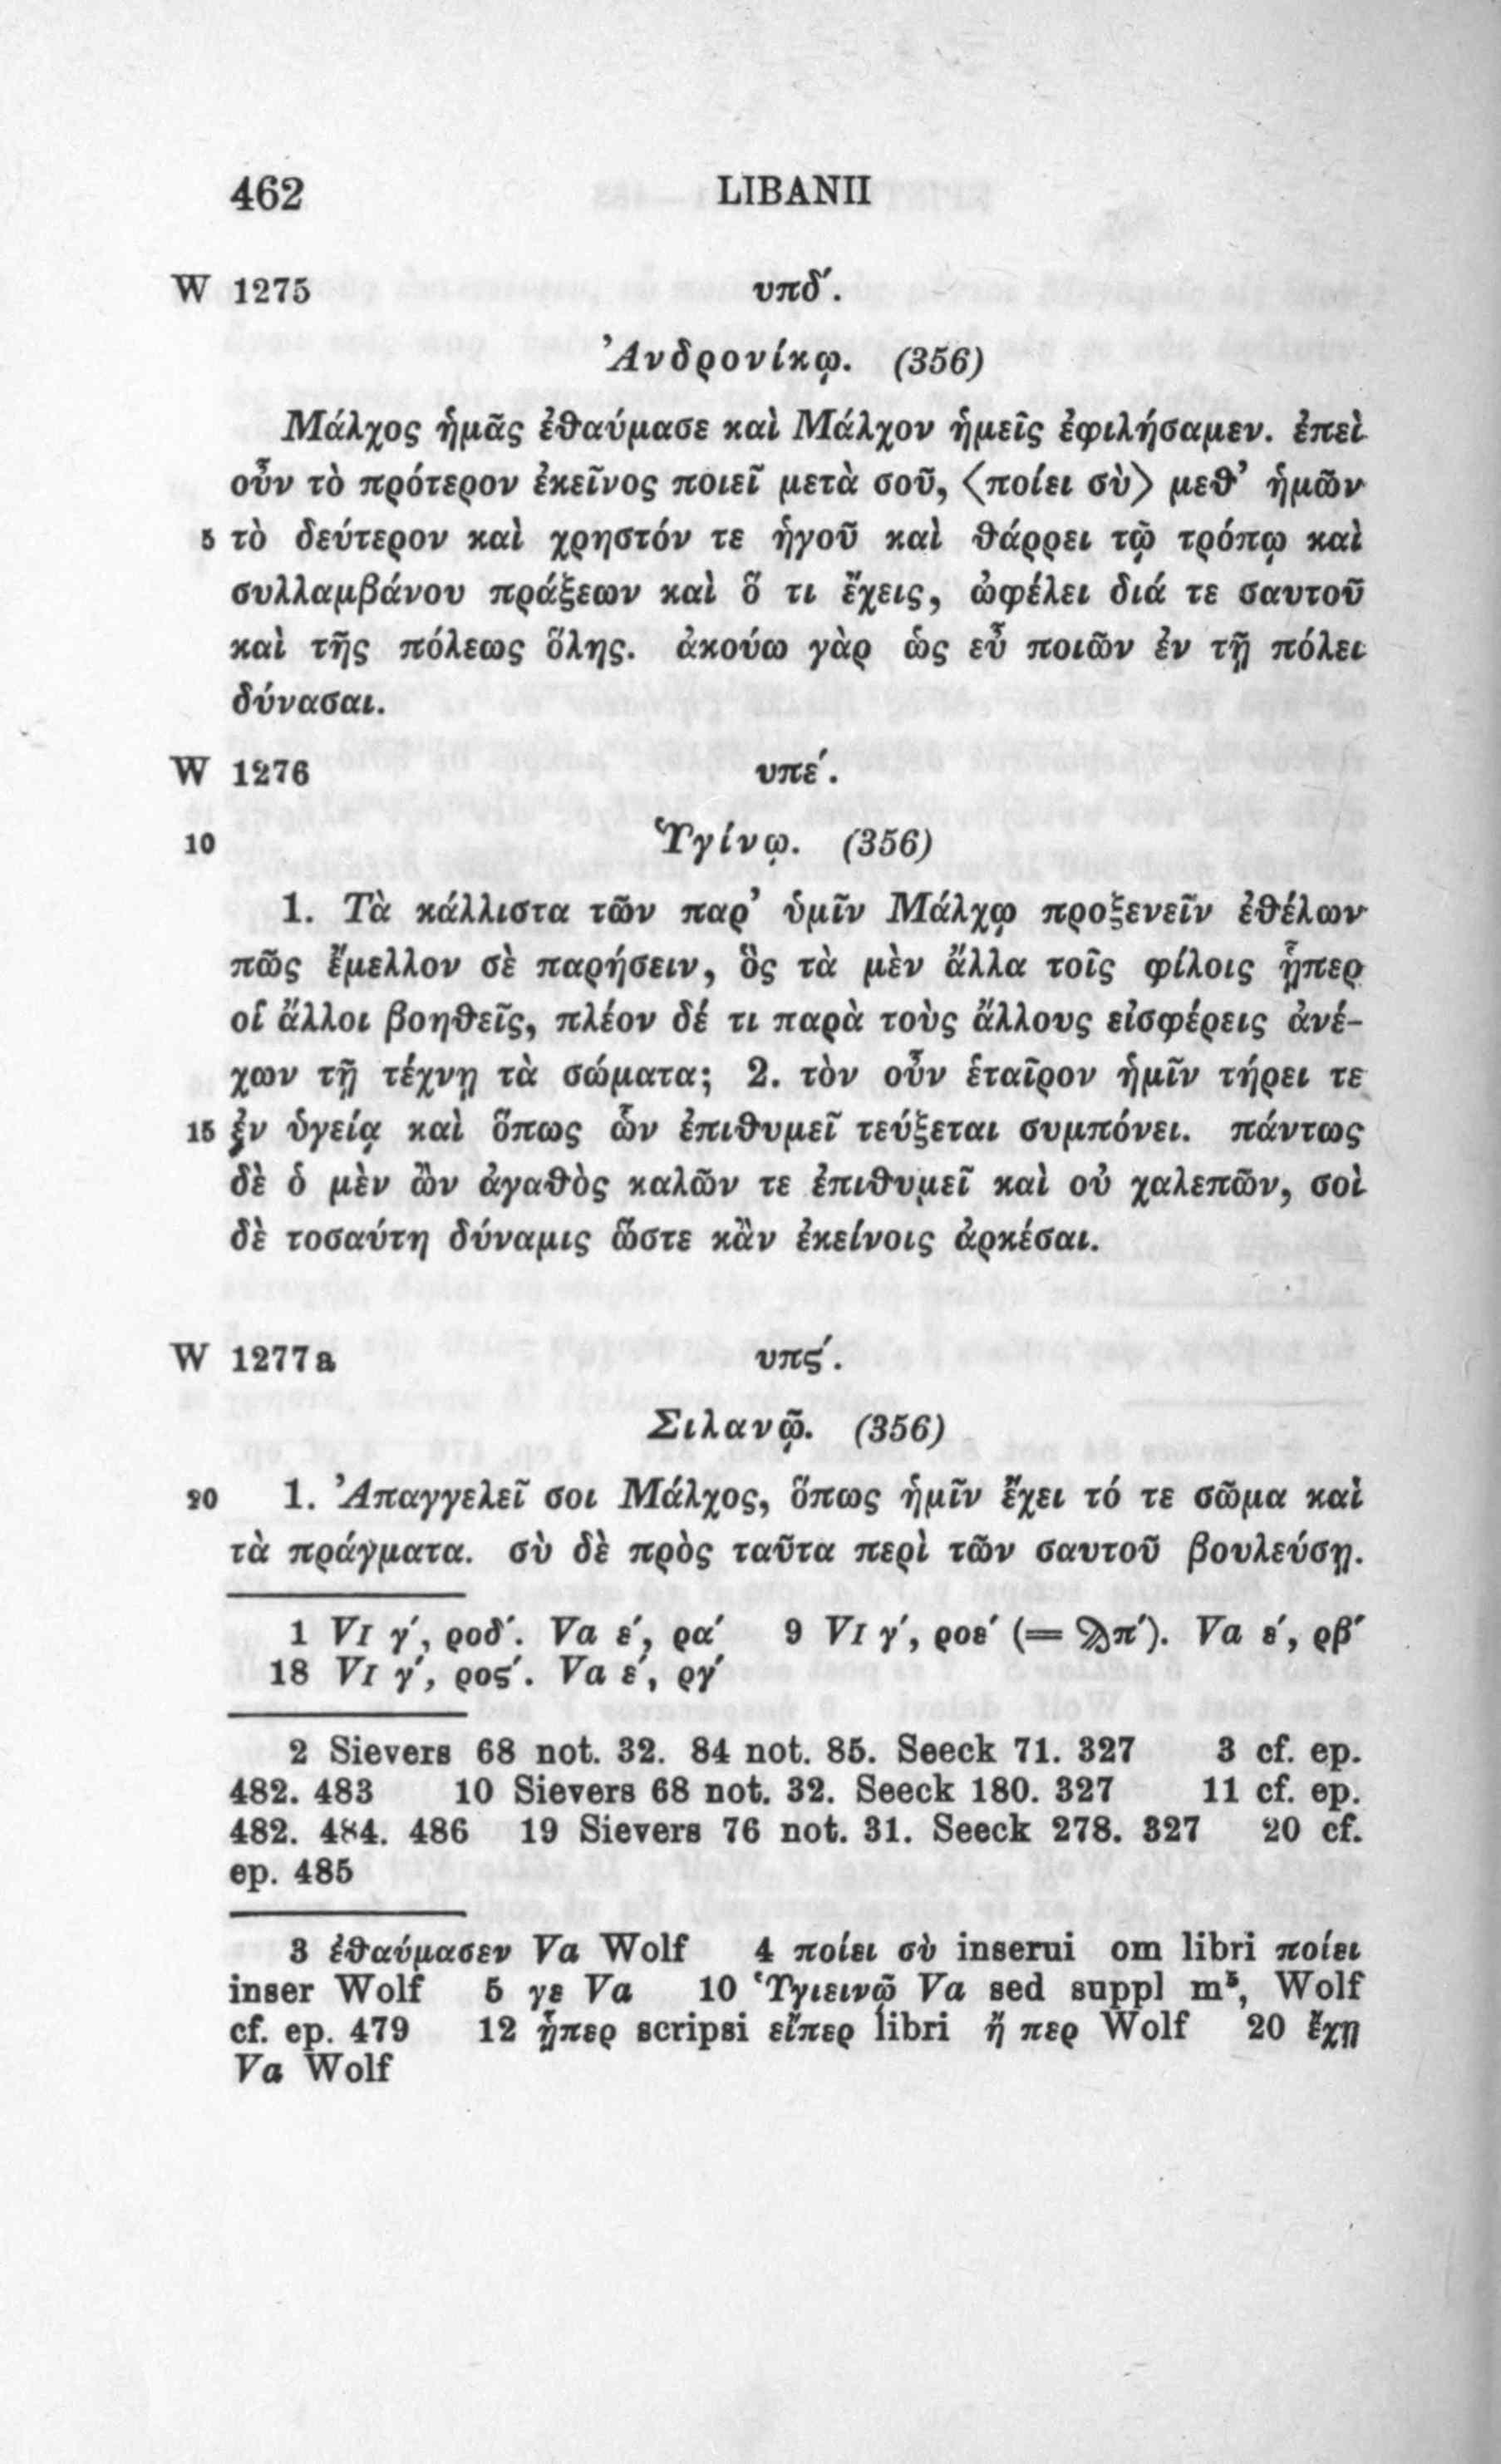 462 LIBANII
W 1275 υπδ΄.
Ἀνδρονίκῳ. (356)
Μάλχος ἡμᾶς ἐθαύμασε καὶ Μάλχον ἡμεῖς ἐφιλήσαμεν. ἐπεὶ
οὖν τὸ πρότερον ἐκεῖνος ποιεῖ μετὰ σοῦ, ⟨ποίει σὺ⟩ μεθ’ ἡμῶν
5 τὸ δεύτερον καὶ χρηστόν τε ἡγοῦ καὶ θάρρει τῷ τρόπῳ καὶ
συλλαμβάνου πράξεων καὶ ὅ τι ἔχεις, ὠφέλει διά τε σαυτοῦ
καὶ τῆς πόλεως ὅλης. ἀκούω γὰρ ὡς εὖ ποιῶν ἐν τῇ πόλει
δύνασαι.
W 1276 υπε΄.
10 Ὑγίνῳ. (356)
1. Τὰ κάλλιστα τῶν παρ’ ὑμῖν Μάλχῳ προξενεῖν ἐθέλων
πῶς ἔμελλον σὲ παρήσειν, ὃς τὰ μὲν ἄλλα τοῖς φίλοις ᾗπερ
οἱ ἄλλοι βοηθεῖς, πλέον δέ τι παρὰ τοὺς ἄλλους εἰσφέρεις ἀνέ-
χων τῇ τέχνῃ τὰ σώματα; 2. τὸν οὖν ἑταῖρον ἡμῖν τήρει τε
15 ἐν ὑγείᾳ καὶ ὅπως ὧν ἐπιθυμεῖ τεύξεται συμπόνει. πάντως
δὲ ὁ μὲν ὢν ἀγαθὸς καλῶν τε ἐπιθυμεῖ καὶ οὐ χαλεπῶν, σοὶ
δὲ τοσαύτη δύναμις ὥστε κἂν ἐκείνοις ἀρκέσαι.
W 1277a υπϛ΄.
Σιλανῷ. (356)
20 1. Ἀπαγγελεῖ σοι Μάλχος, ὅπως ἡμῖν ἔχει τό τε σῶμα καὶ
τὰ πράγματα. σὺ δὲ πρὸς ταῦτα περὶ τῶν σαυτοῦ βουλεύσῃ.
1 VI γ΄, ροδ΄. Va ε΄, ρα΄ 9 VI γ΄, ροε΄ (= ϡπ΄). Va ε΄, ρβ΄
18 VI γ΄, ροϛ΄. Va ε΄, ργ΄
2 Sievers 68 not. 32. 84 not. 85. Seeck 71. 327 3 cf. ep.
482. 483 10 Sievers 68 not. 32. Seeck 180. 327 11 cf. ep.
482. 484. 486 19 Sievers 76 not. 31. Seeck 278. 327 20 cf.
ep. 485
3 ἐθαύμασεν Va Wolf 4 ποίει σὺ inserui om libri ποίει
inser Wolf 5 γε Va 10 Ὑγιεινῷ Va sed suppl m⁵, Wolf
cf. ep. 479 12 ᾗπερ scripsi εἴπερ libri ἤ περ Wolf 20 ἔχῃ
Va Wolf